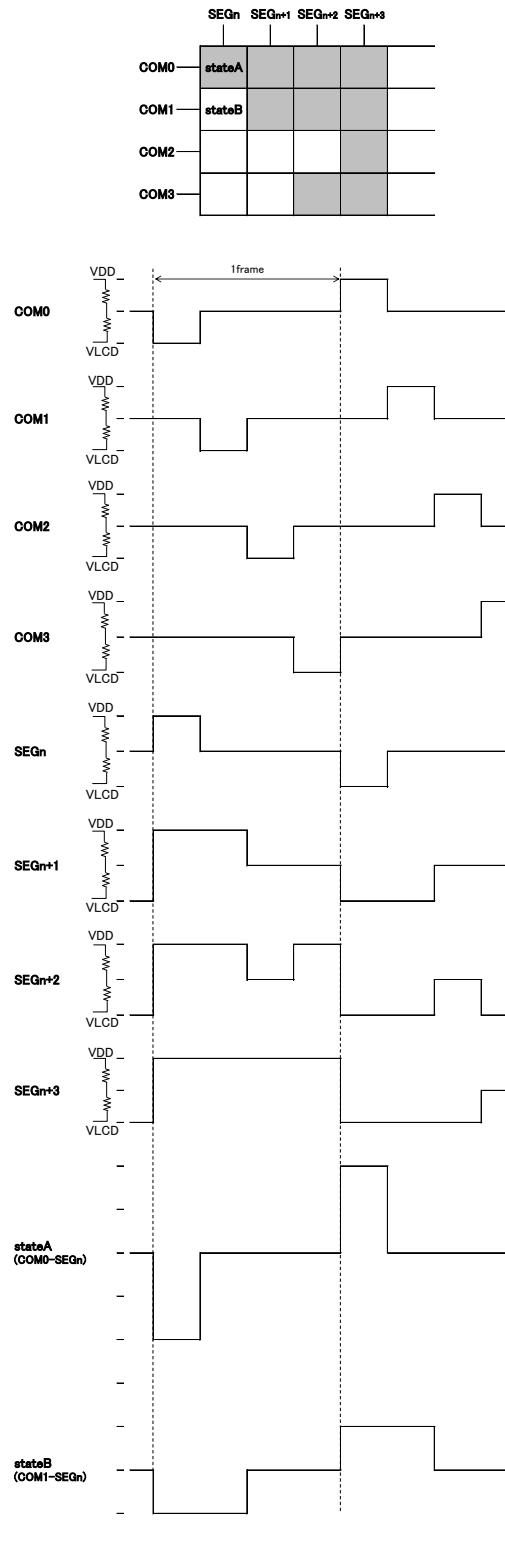 SEGn SEGn+1 SEGn+2 SEGn+3
COM0 stateA
COM1 stateB
COM2
COM3
1frame
VDD
COM0
VLCD
VDD
COM1
VLCD
VDD
COM2
VLCD
VDD
COM3
VLCD
VDD
SEGn
VLCD
VDD
SEGn+1
VLCD
VDD
SEGn+2
VLCD
VDD
SEGn+3
VLCD
stateA
(COM0-SEGn)
stateB
(COM1-SEGn)